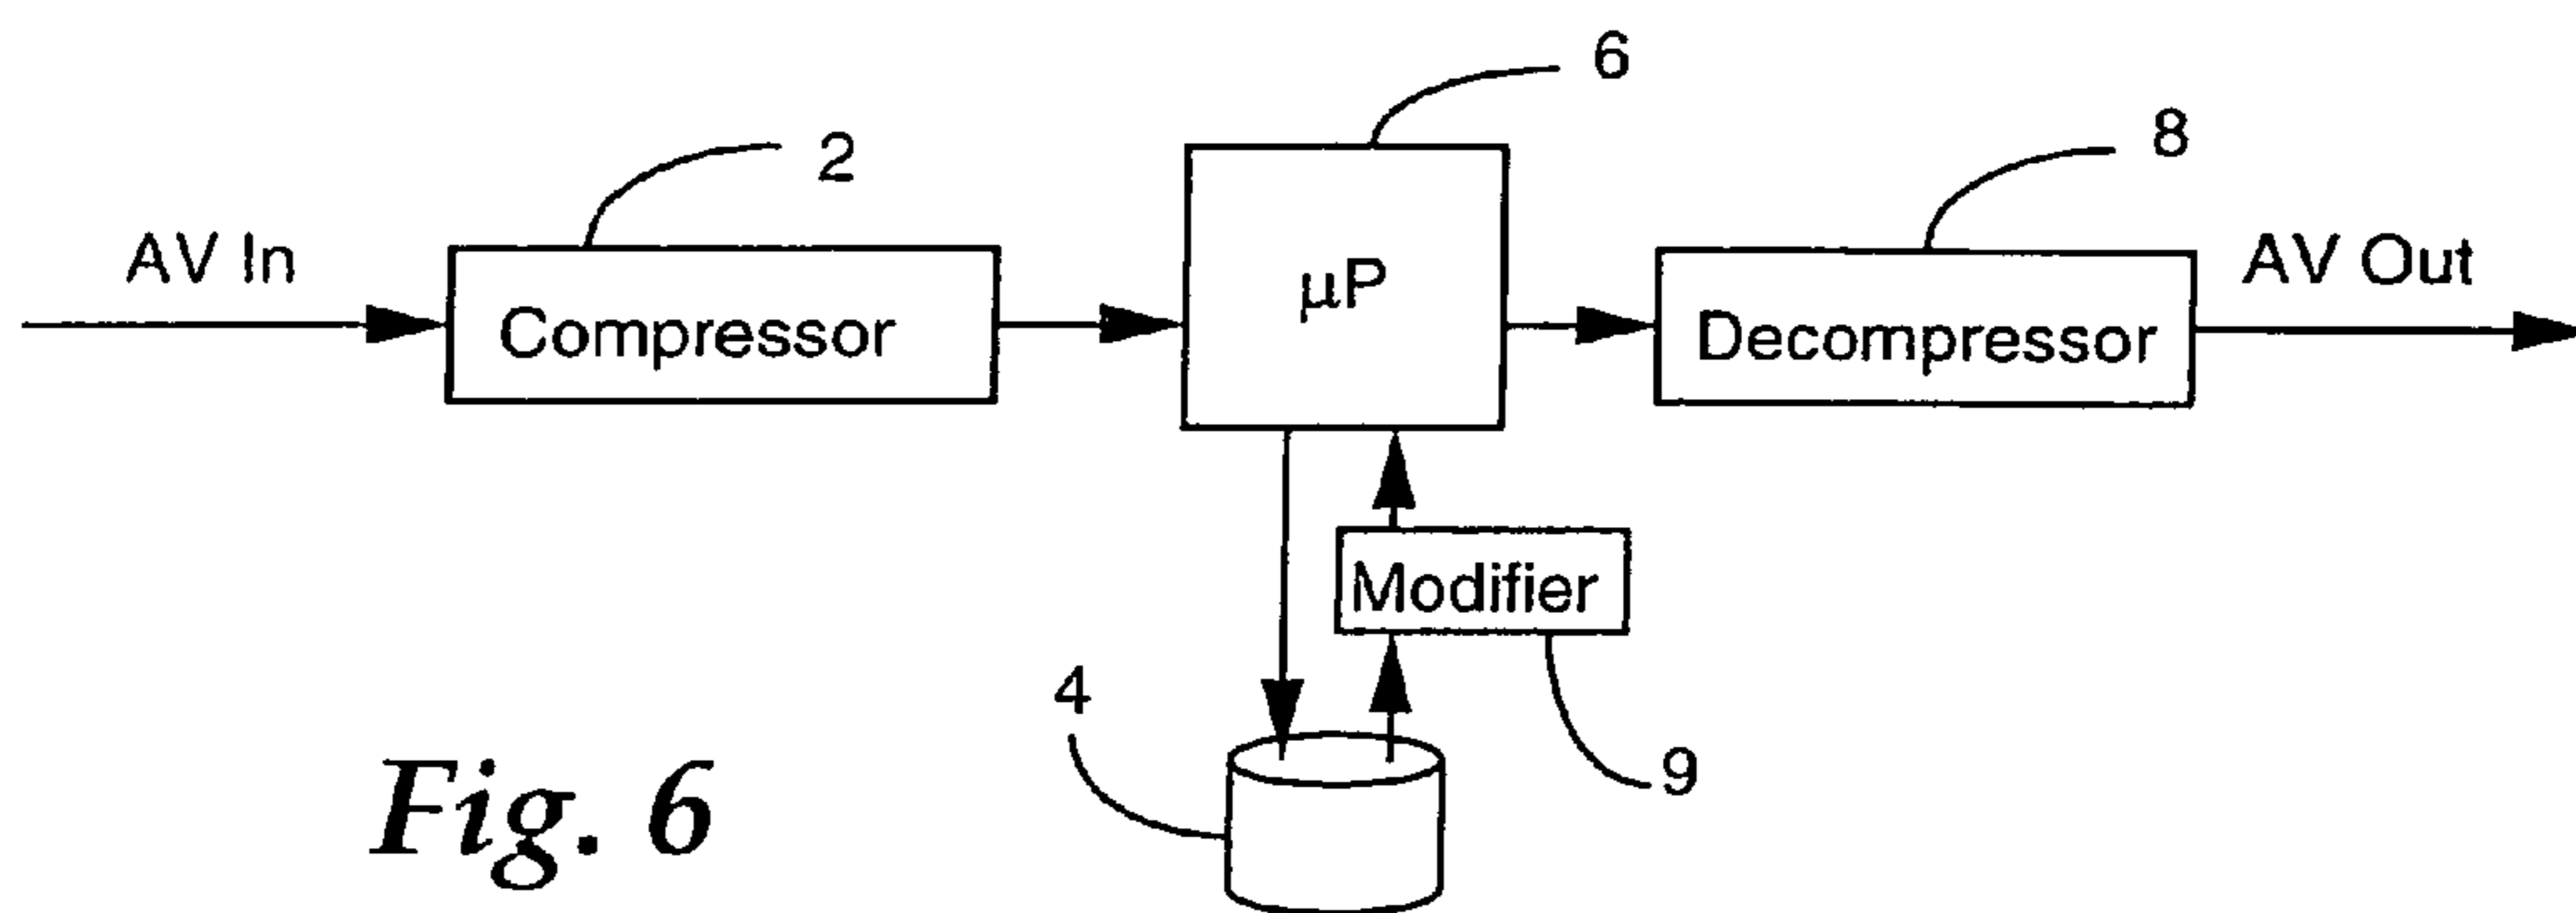 6
2
8
AV In
AV Out
µP
Compressor
Decompressor
Modifier
4
9
Fig. 6